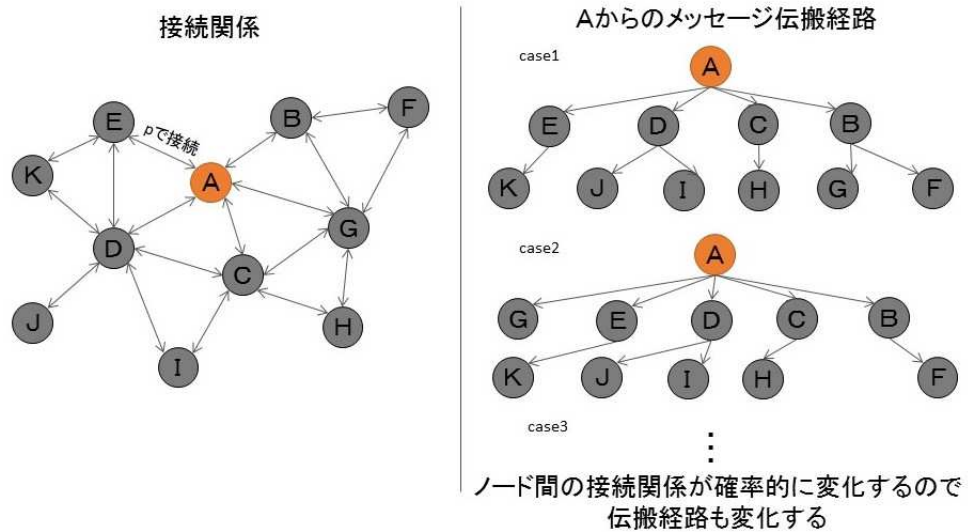 接続関係
E
B
F
pで接続
K
A
D
G
C
J
H
I
Aからのメッセージ伝搬経路
case1
A
E D C B
K J I H G F
case2
A
G E D C B
K J I H F
case3
⋮
ノード間の接続関係が確率的に変化するので
伝搬経路も変化する